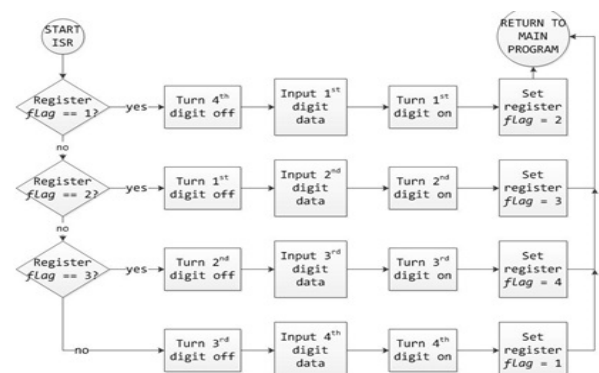 START
ISR
RETURN TO
MAIN
PROGRAM
Register
flag == 1?
yes
Turn 4th
digit off
Input 1st
digit
data
Turn 1st
digit on
Set
register
flag = 2
no
Register
flag == 2?
yes
Turn 1st
digit off
Input 2nd
digit
data
Turn 2nd
digit on
Set
register
flag = 3
no
Register
flag == 3?
yes
Turn 2nd
digit off
Input 3rd
digit
data
Turn 3rd
digit on
Set
register
flag = 4
no
Turn 3rd
digit off
Input 4th
digit
data
Turn 4th
digit on
Set
register
flag = 1